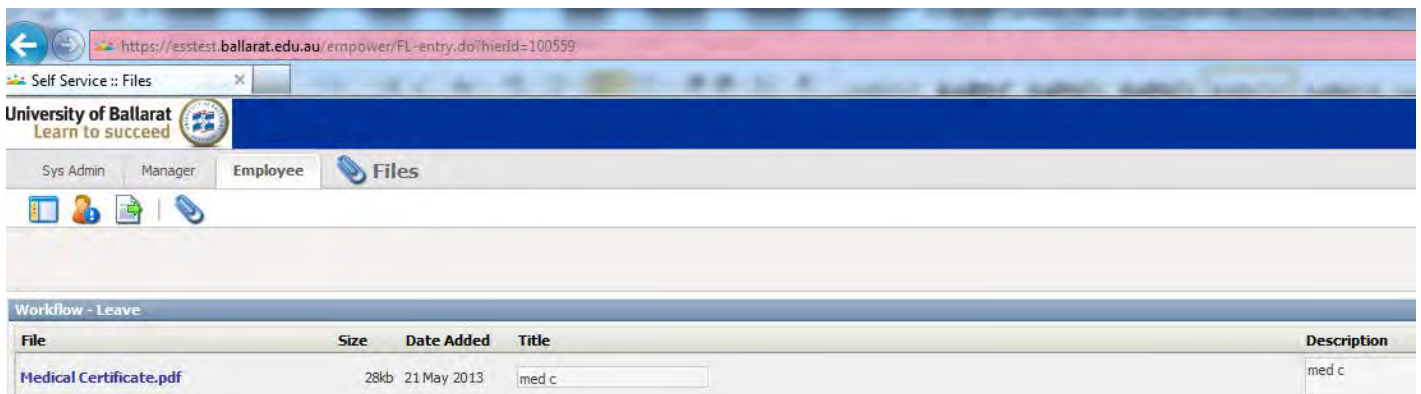 https://esstest.ballarat.edu.au/empower/FL-entry.do?hierId=100559
Self Service :: Files
University of Ballarat
Learn to succeed
Sys Admin Manager Employee Files
Workflow - Leave
File Size Date Added Title Description
Medical Certificate.pdf 28kb 21 May 2013 med c med c